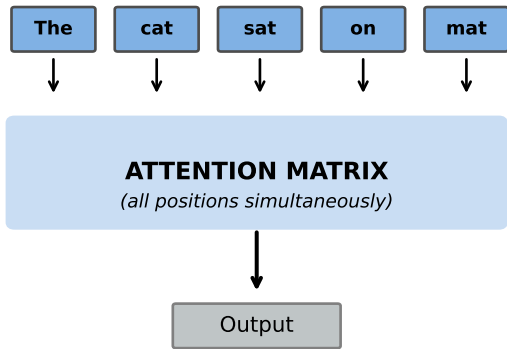 The cat sat on mat
ATTENTION MATRIX
(all positions simultaneously)
Output